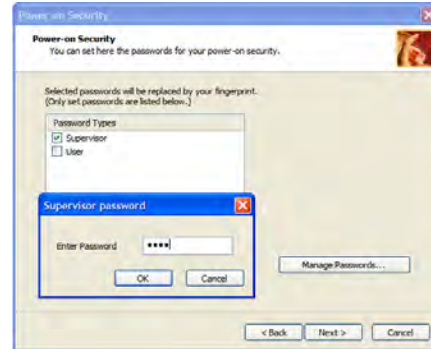 Power-on Security
Power-on Security
You can set here the passwords for your power-on security.
Selected passwords will be replaced by your fingerprint.
(Only set passwords are listed below.)
Password Types
Supervisor
User
Supervisor password
Enter Password
OK
Cancel
Manage Passwords...
< Back
Next >
Cancel